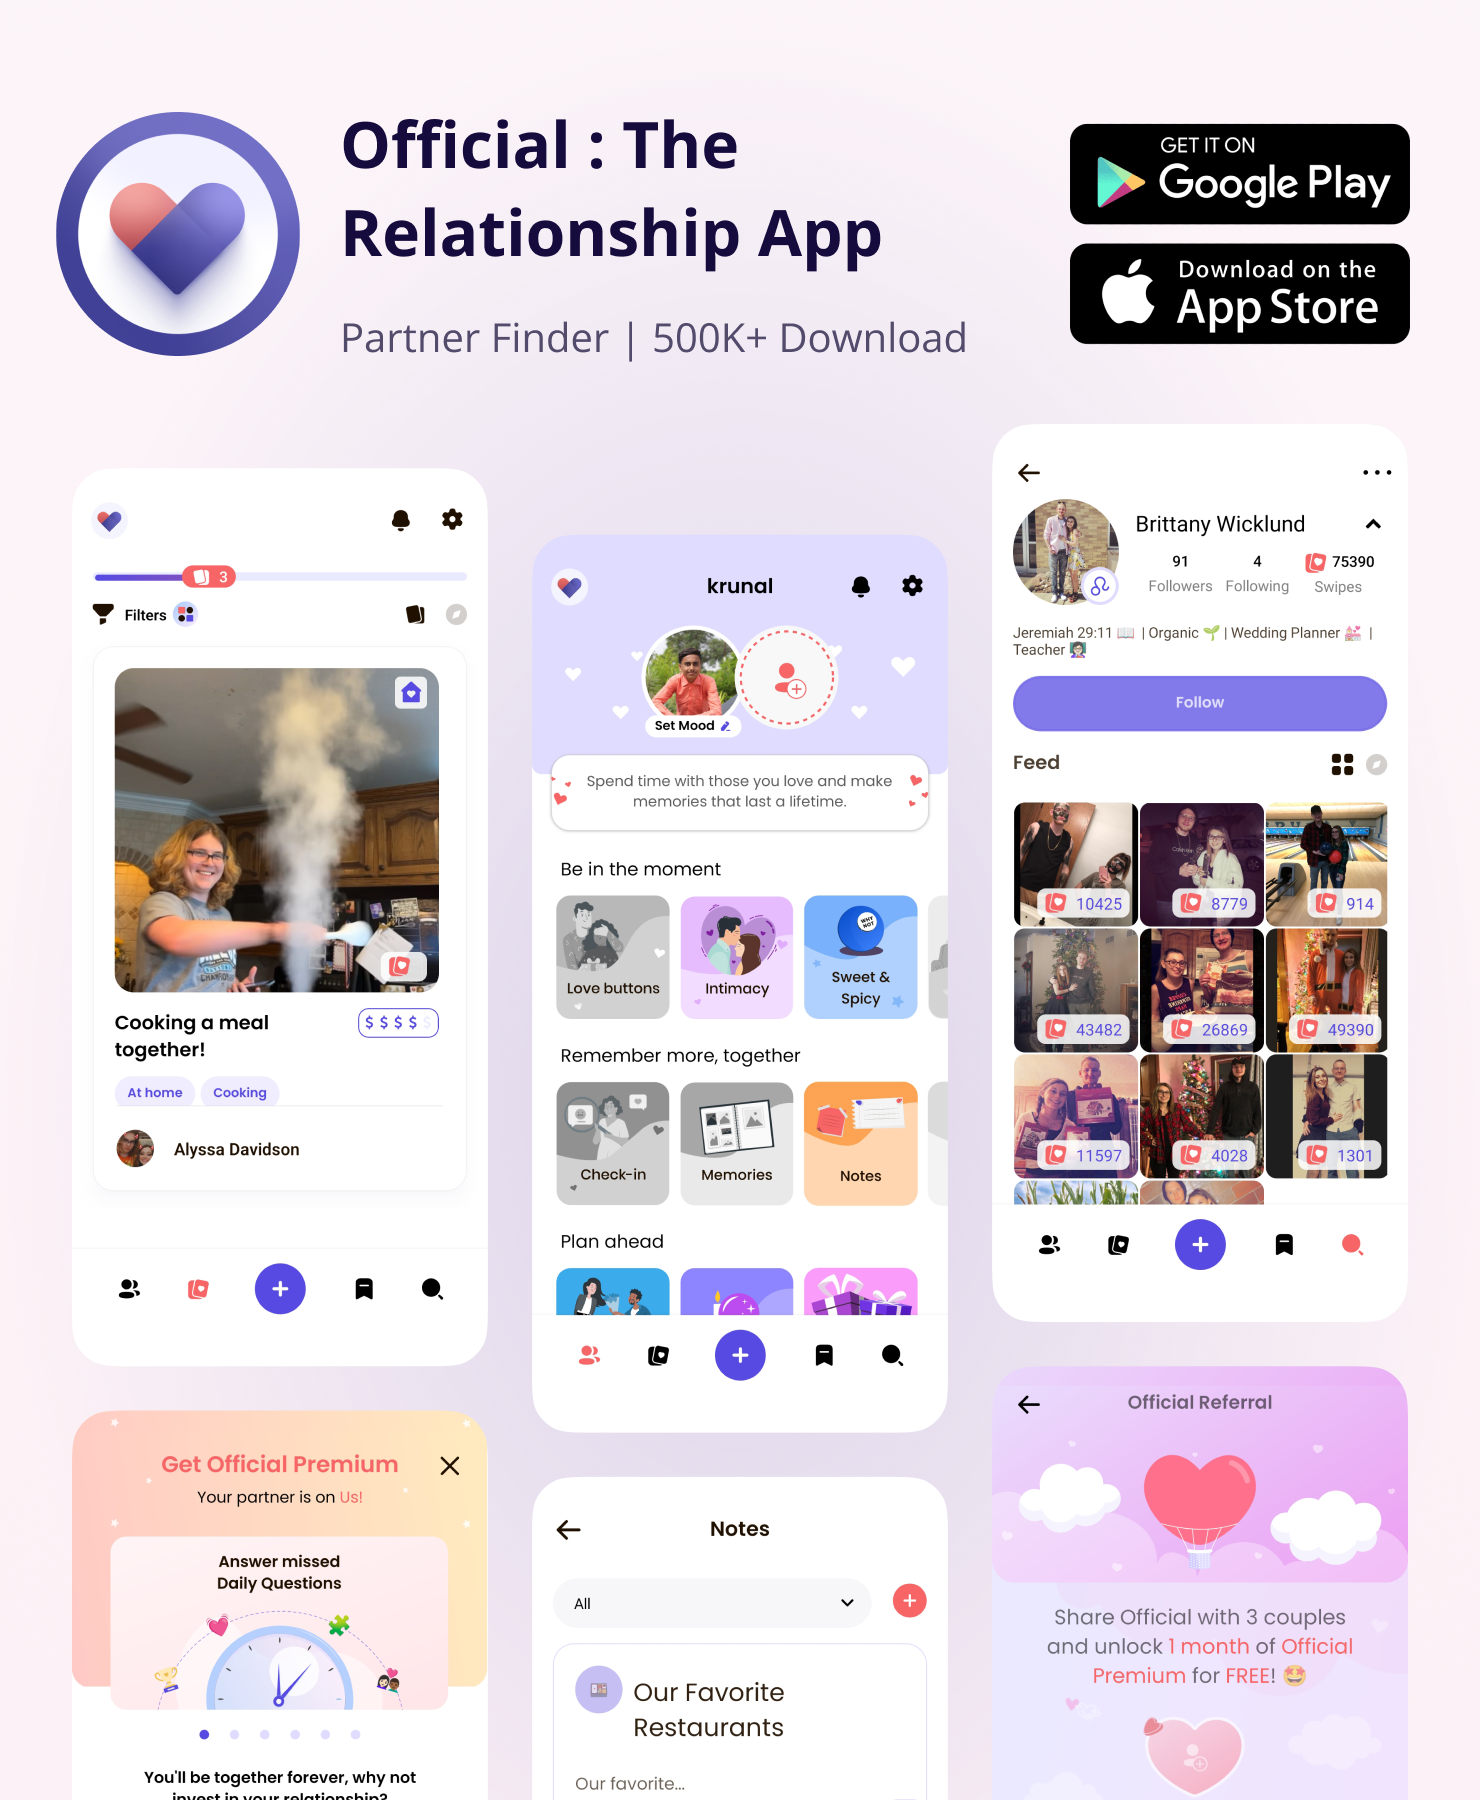 Official : The
Relationship App
Partner Finder | 500K+ Download
GET IT ON
Google Play
Download on the
App Store
3
Filters
Cooking a meal
together!
$ $ $ $ $
At home
Cooking
Alyssa Davidson
krunal
Set Mood
Spend time with those you love and make
memories that last a lifetime.
Be in the moment
Love buttons
Intimacy
WHY
NOT
Sweet &
Spicy
Remember more, together
Check-in
Memories
Notes
Plan ahead
Brittany Wicklund
91
4
75390
Followers
Following
Swipes
Jeremiah 29:11 📖 | Organic 🌱 | Wedding Planner 💒 |
Teacher 👩🏻‍🏫
Follow
Feed
10425
8779
914
43482
26869
49390
11597
4028
1301
Get Official Premium
Your partner is on Us!
Answer missed
Daily Questions
You'll be together forever, why not
invest in your relationship?
Notes
All
Our Favorite
Restaurants
Our favorite...
Official Referral
Share Official with 3 couples
and unlock 1 month of Official
Premium for FREE! 🤩